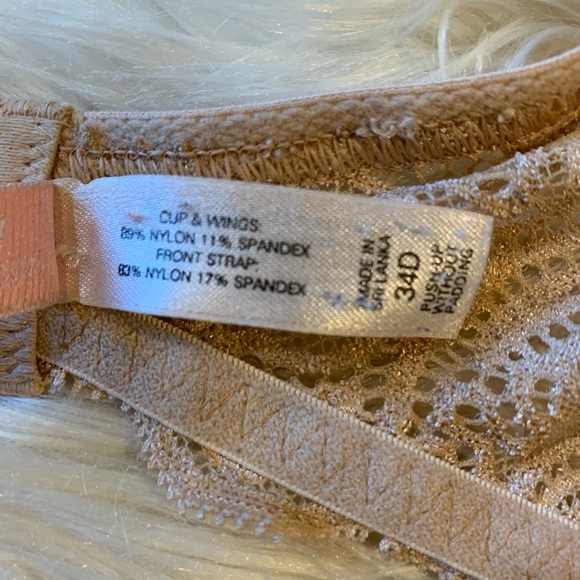 CUP & WINGS:
89% NYLON 11% SPANDEX
FRONT STRAP:
83% NYLON 17% SPANDEX
MADE IN
SRI LANKA
34D
PUSH UP
WITHOUT
PADDING